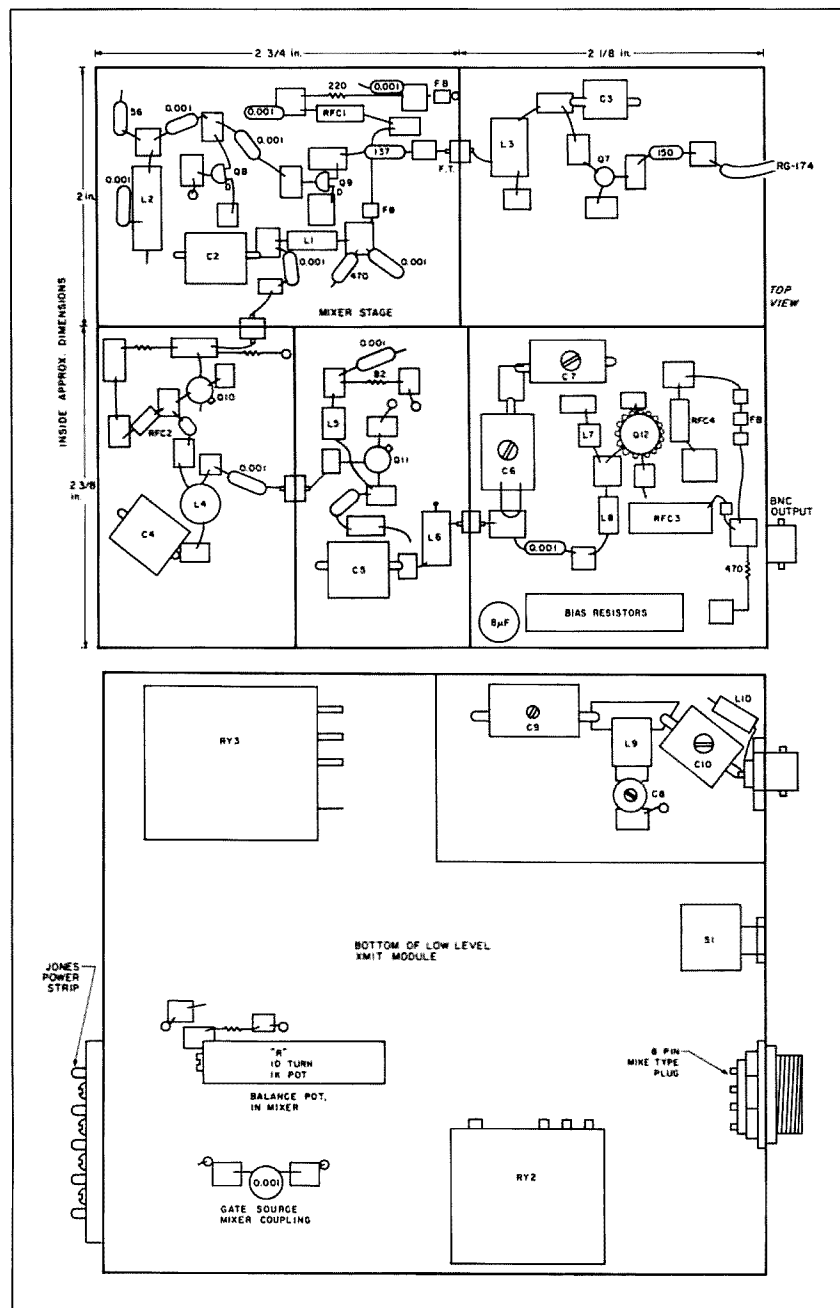 2 3/4 in.
2 1/8 in.
220
0.001
FB
56
0.001
0.001
RFC1
C3
0.001
137
L3
Q7
150
RG-174
F.T.
Q8
D
Q9
D
0.001
L2
FB
2 in.
C2
L1
0.001
470
0.001
MIXER STAGE
TOP
VIEW
INSIDE APPROX. DIMENSIONS
0.001
82
C7
Q10
RFC2
L5
L7
Q12
RFC4
FB
C6
Q11
0.001
2 3/8
in.
L4
C4
L6
L8
RFC3
BNC
OUTPUT
C5
0.001
470
8µF
BIAS RESISTORS
RY3
C9
L10
L9
C10
C8
S1
BOTTOM OF LOW LEVEL
XMIT MODULE
JONES
POWER
STRIP
"R"
10 TURN
1K POT
BALANCE POT,
IN MIXER
8 PIN
MIKE TYPE
PLUG
RY2
0.001
GATE SOURCE
MIXER COUPLING